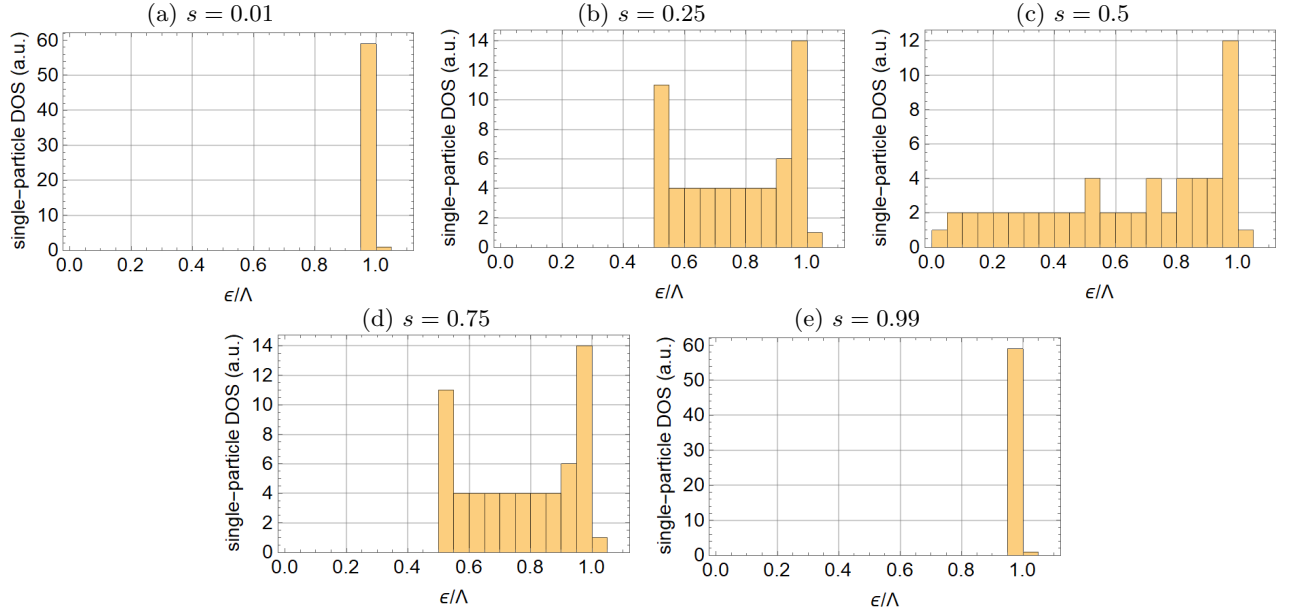 (a) s = 0.01
single-particle DOS (a.u.)
60
50
40
30
20
10
0
0.0 0.2 0.4 0.6 0.8 1.0
ϵ/Λ
(b) s = 0.25
single-particle DOS (a.u.)
14
12
10
8
6
4
2
0
0.0 0.2 0.4 0.6 0.8 1.0
ϵ/Λ
(c) s = 0.5
single-particle DOS (a.u.)
12
10
8
6
4
2
0
0.0 0.2 0.4 0.6 0.8 1.0
ϵ/Λ
(d) s = 0.75
single-particle DOS (a.u.)
14
12
10
8
6
4
2
0
0.0 0.2 0.4 0.6 0.8 1.0
ϵ/Λ
(e) s = 0.99
single-particle DOS (a.u.)
60
50
40
30
20
10
0
0.0 0.2 0.4 0.6 0.8 1.0
ϵ/Λ